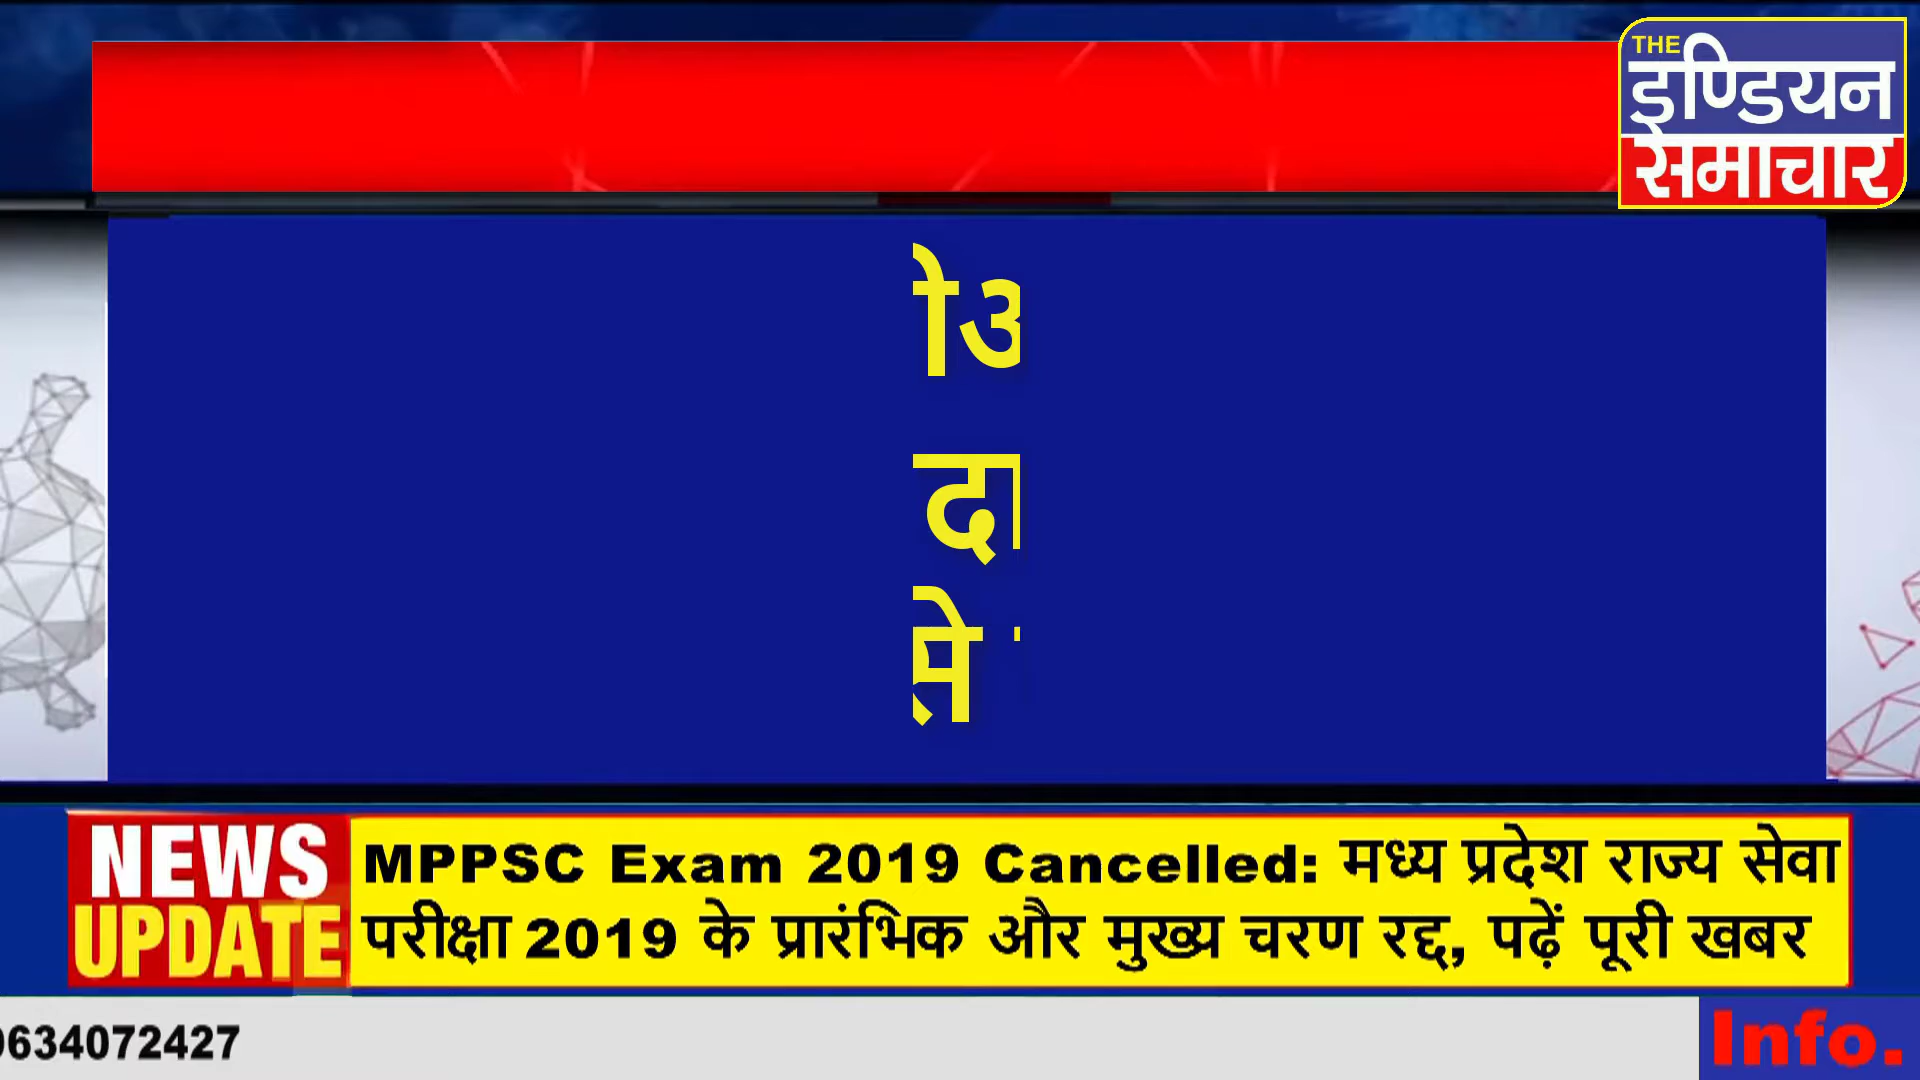 THE
इण्डियन
समाचार
दा
से
NEWS
UPDATE
MPPSC Exam 2019 Cancelled: मध्य प्रदेश राज्य सेवा
परीक्षा 2019 के प्रारंभिक और मुख्य चरण रद्द, पढ़ें पूरी खबर
9634072427
Info.